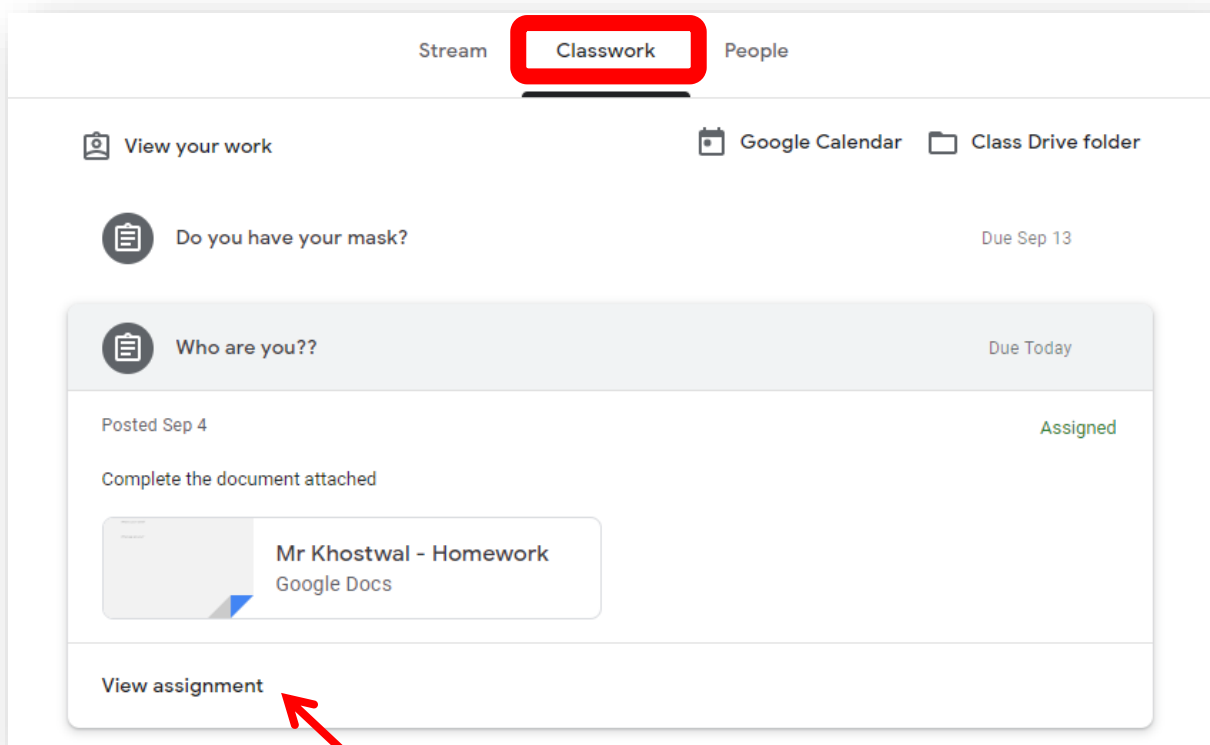 Stream Classwork People
View your work Google Calendar Class Drive folder
Do you have your mask? Due Sep 13
Who are you?? Due Today
Posted Sep 4 Assigned
Complete the document attached
Mr Khostwal - Homework
Google Docs
View assignment